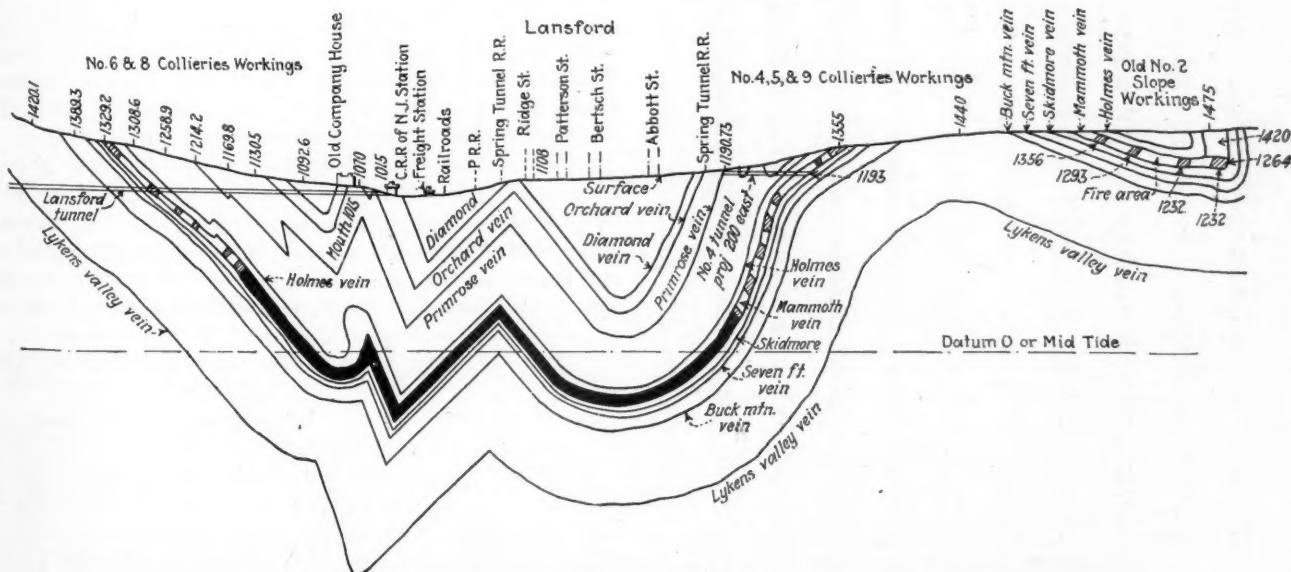 Lansford
No. 6 & 8 Collieries Workings
No. 4, 5, & 9 Collieries Workings
Old No. 2
Slope
Workings
1420.1
1389.3
1329.2
1308.6
1258.9
1214.2
1169.8
1130.5
1092.6
Old Company House
1010
1015
C.R.R. of N.J. Station
Freight Station
Railroads
P.R.R.
Spring Tunnel R.R.
Ridge St.
1108
Patterson St.
Bertsch St.
Abbott St.
Spring Tunnel R.R.
1190.73
1355
1440
Buck mtn. vein
Seven ft. vein
Skidmore vein
Mammoth vein
Holmes vein
1475
1420
1264
1356
1293
Fire area
1232
1232
1193
Lansford
tunnel
Mouth 1015
Surface
Orchard vein
Diamond
Orchard vein
Primrose vein
Diamond
vein
Primrose vein
No. 4 tunnel
proj. 200 east
Holmes
vein
Mammoth
vein
Skidmore
Seven ft.
vein
Buck mtn.
vein
Holmes vein
Lykens valley vein
Lykens valley vein
Lykens valley vein
Datum 0 or Mid Tide